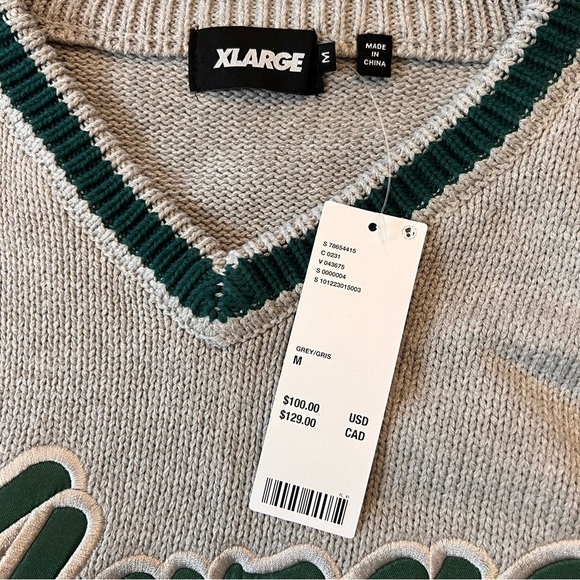 XLARGE
M
MADE
IN
CHINA
S 78654415
C 0231
V 043675
S 0000004
S 101223015003
GREY/GRIS
M
$100.00 USD
$129.00 CAD